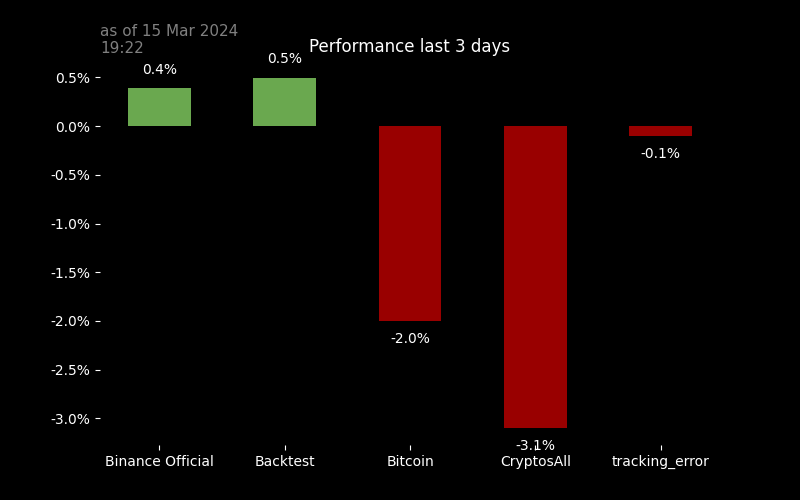 as of 15 Mar 2024
19:22
Performance last 3 days
0.4%
0.5%
-2.0%
-3.1%
-0.1%
0.5%
0.0%
-0.5%
-1.0%
-1.5%
-2.0%
-2.5%
-3.0%
Binance Official
Backtest
Bitcoin
CryptosAll
tracking_error